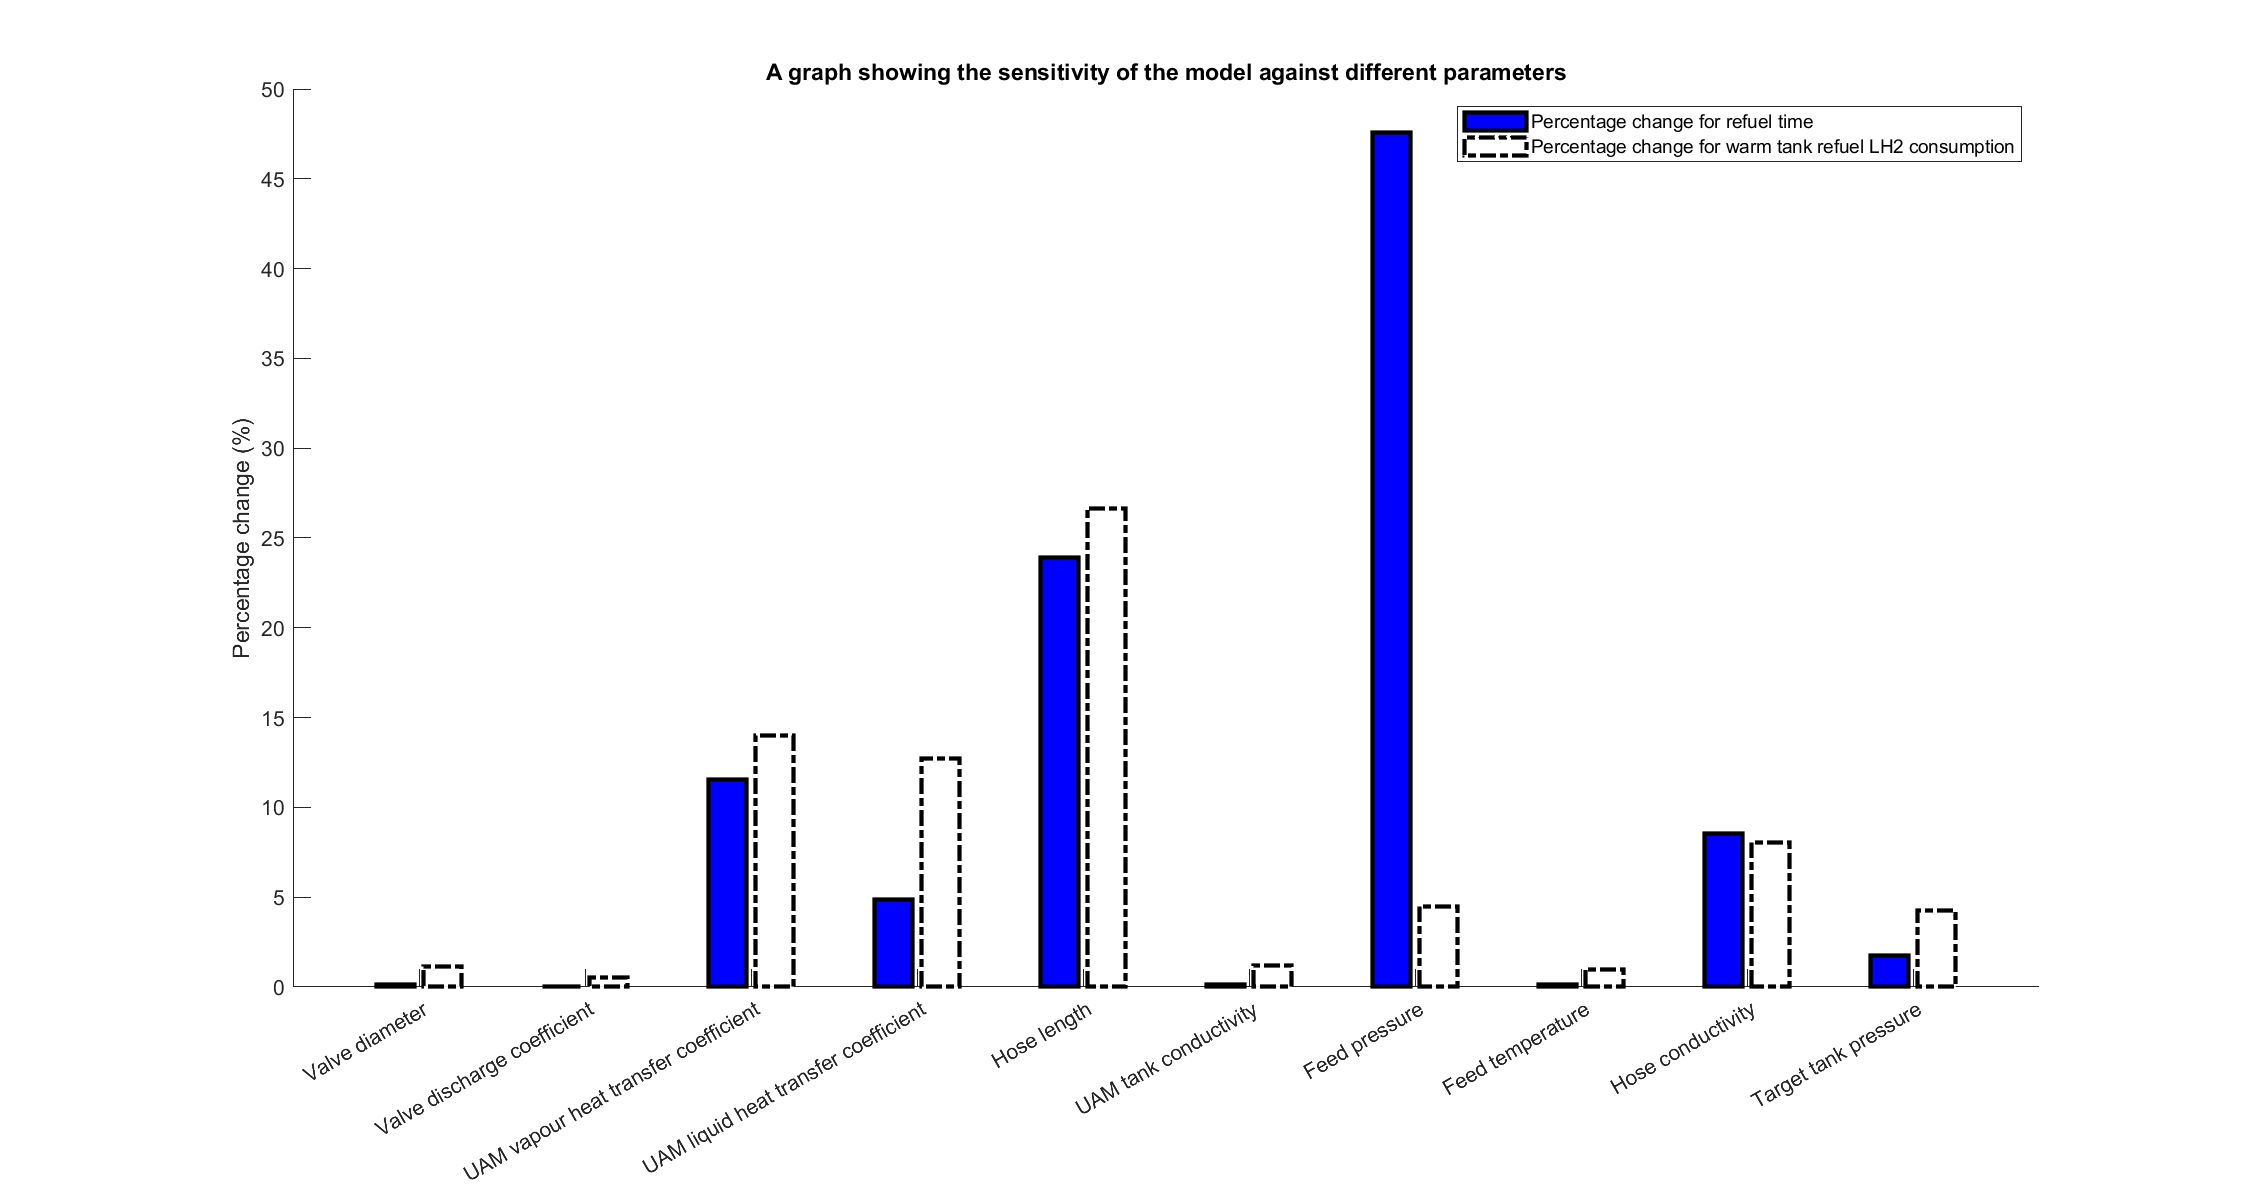 A graph showing the sensitivity of the model against different parameters
Percentage change for refuel time
Percentage change for warm tank refuel LH2 consumption
Percentage change (%)
50
45
40
35
30
25
20
15
10
5
0
Valve diameter
Valve discharge coefficient
UAM vapour heat transfer coefficient
UAM liquid heat transfer coefficient
Hose length
UAM tank conductivity
Feed pressure
Feed temperature
Hose conductivity
Target tank pressure